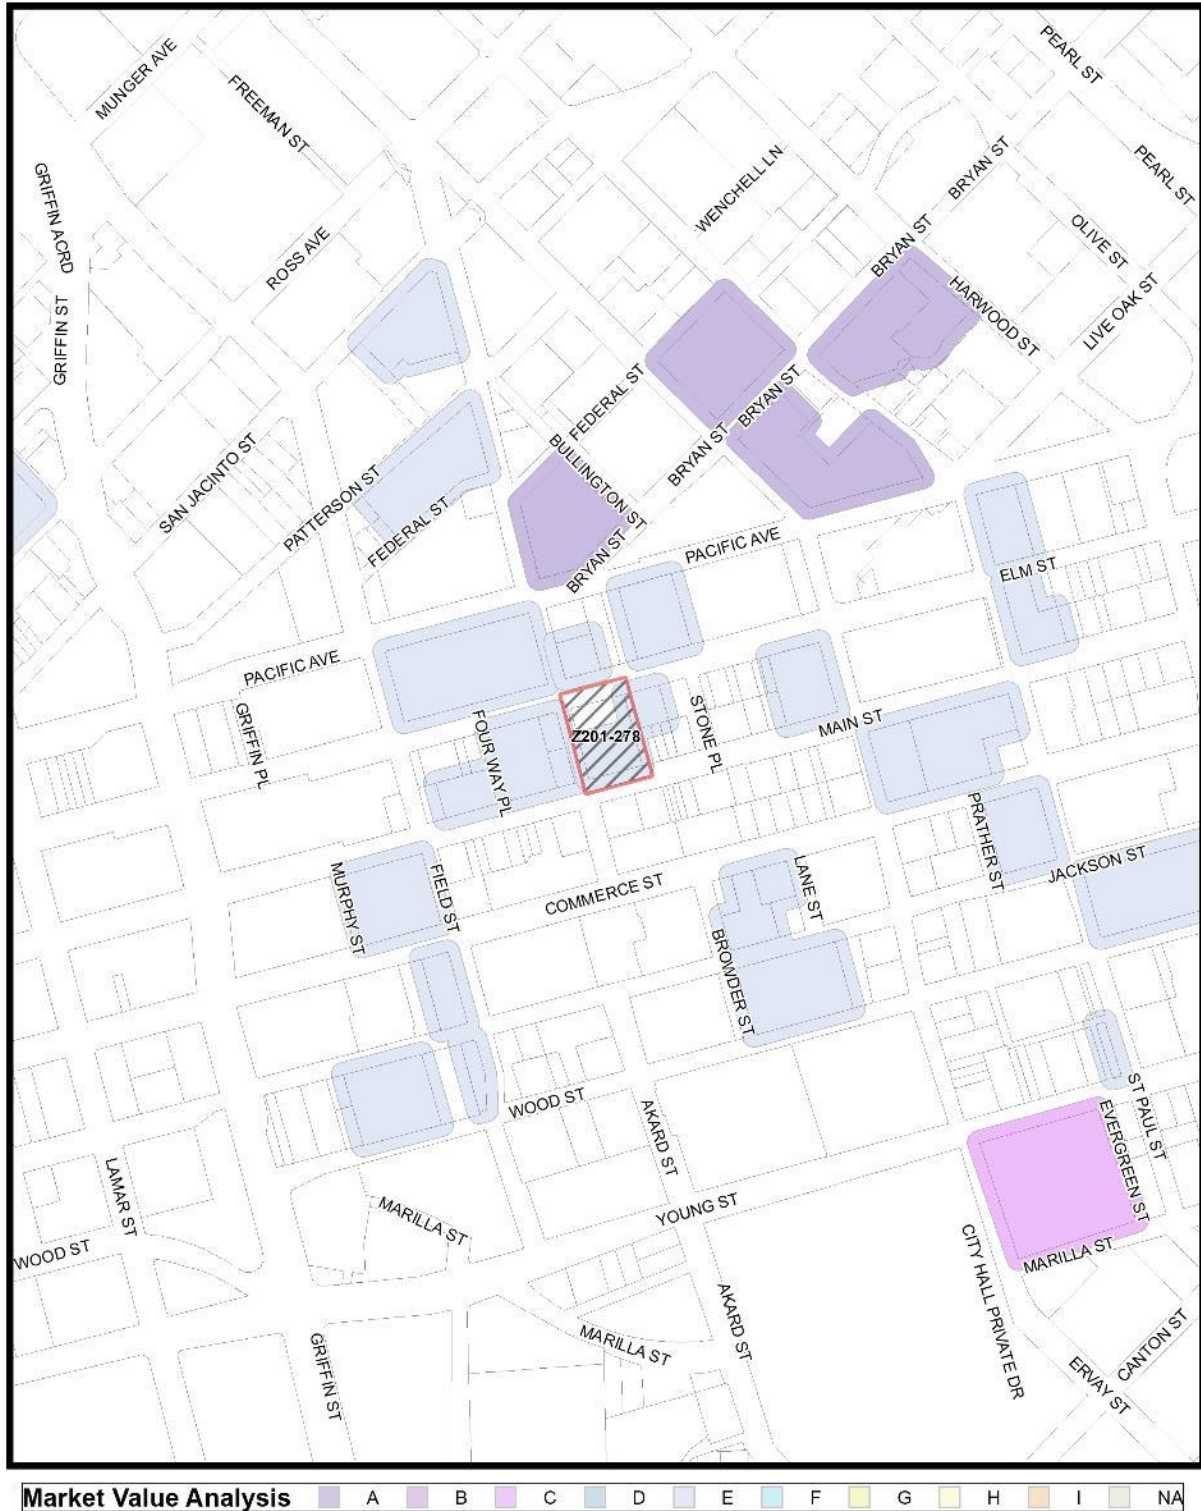 MUNGER AVE
FREEMAN ST
PEARL ST
PEARL ST
WENCHELL LN
BRYAN ST
BRYAN ST
OLIVE ST
GRIFFIN ACRD
ROSS AVE
HARWOOD ST
LIVE OAK ST
GRIFFIN ST
FEDERAL ST
BRYAN ST
BULLINGTON ST
BRYAN ST
SAN JACINTO ST
PATTERSON ST
FEDERAL ST
BRYAN ST
PACIFIC AVE
ELM ST
PACIFIC AVE
GRIFFIN PL
FOUR WAY PL
Z201-278
STONE PL
MAIN ST
PRATHER ST
JACKSON ST
MURPHY ST
FIELD ST
COMMERCE ST
LANE ST
BROWDER ST
WOOD ST
AKARD ST
ST PAUL ST
EVERGREEN ST
LAMAR ST
MARILLA ST
YOUNG ST
WOOD ST
CITY HALL PRIVATE DR
MARILLA ST
AKARD ST
MARILLA ST
GRIFFIN ST
CANTON ST
ERVAY ST
Market Value Analysis A B C D E F G H I NA